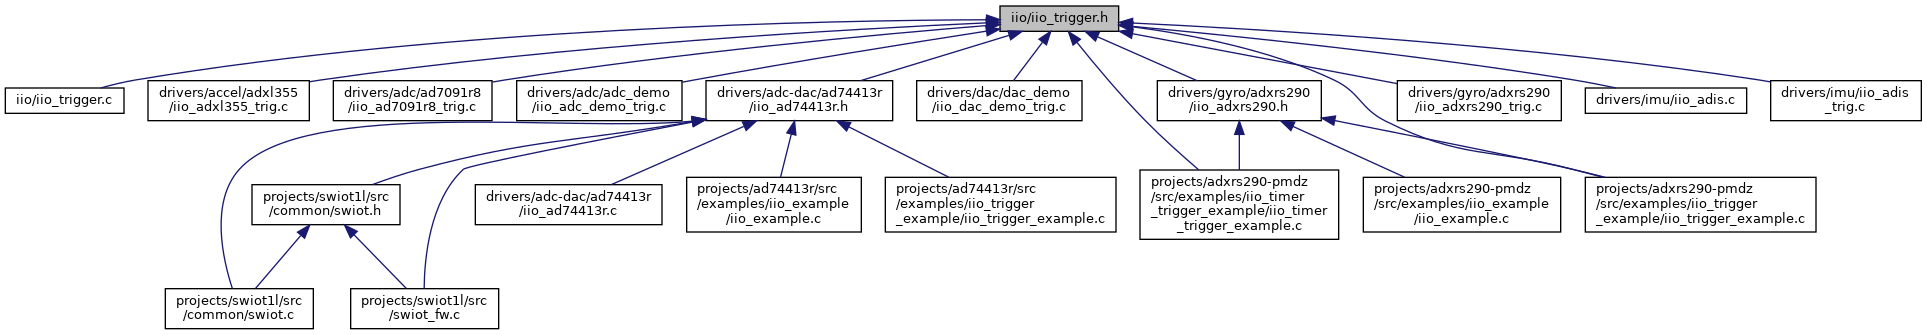 iio/iio_trigger.h
iio/iio_trigger.c
drivers/accel/adxl355
/iio_adxl355_trig.c
drivers/adc/ad7091r8
/iio_ad7091r8_trig.c
drivers/adc/adc_demo
/iio_adc_demo_trig.c
drivers/adc-dac/ad74413r
/iio_ad74413r.h
drivers/dac/dac_demo
/iio_dac_demo_trig.c
drivers/gyro/adxrs290
/iio_adxrs290.h
drivers/gyro/adxrs290
/iio_adxrs290_trig.c
drivers/imu/iio_adis.c
drivers/imu/iio_adis
_trig.c
projects/swiot1l/src
/common/swiot.h
drivers/adc-dac/ad74413r
/iio_ad74413r.c
projects/ad74413r/src
/examples/iio_example
/iio_example.c
projects/ad74413r/src
/examples/iio_trigger
_example/iio_trigger_example.c
projects/adxrs290-pmdz
/src/examples/iio_timer
_trigger_example/iio_timer
_trigger_example.c
projects/adxrs290-pmdz
/src/examples/iio_example
/iio_example.c
projects/adxrs290-pmdz
/src/examples/iio_trigger
_example/iio_trigger_example.c
projects/swiot1l/src
/common/swiot.c
projects/swiot1l/src
/swiot_fw.c